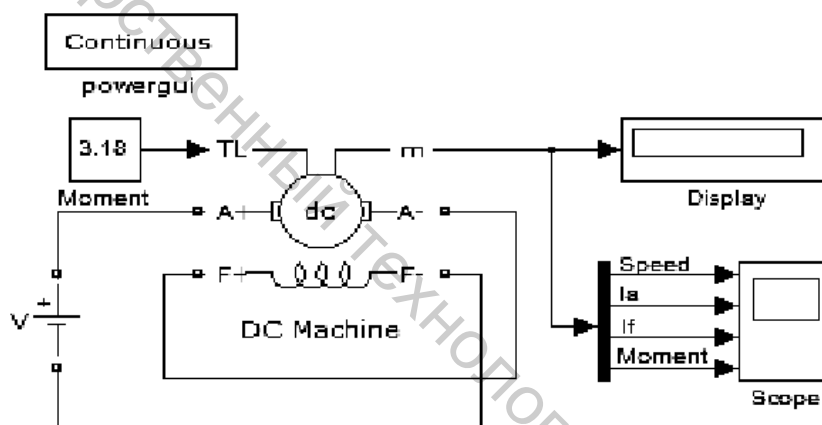 Continuous
powergui
3.18
Moment
TL
m
Display
A+
dc
A-
F+
F-
V
+
DC Machine
Speed
Ia
If
Moment
Scope